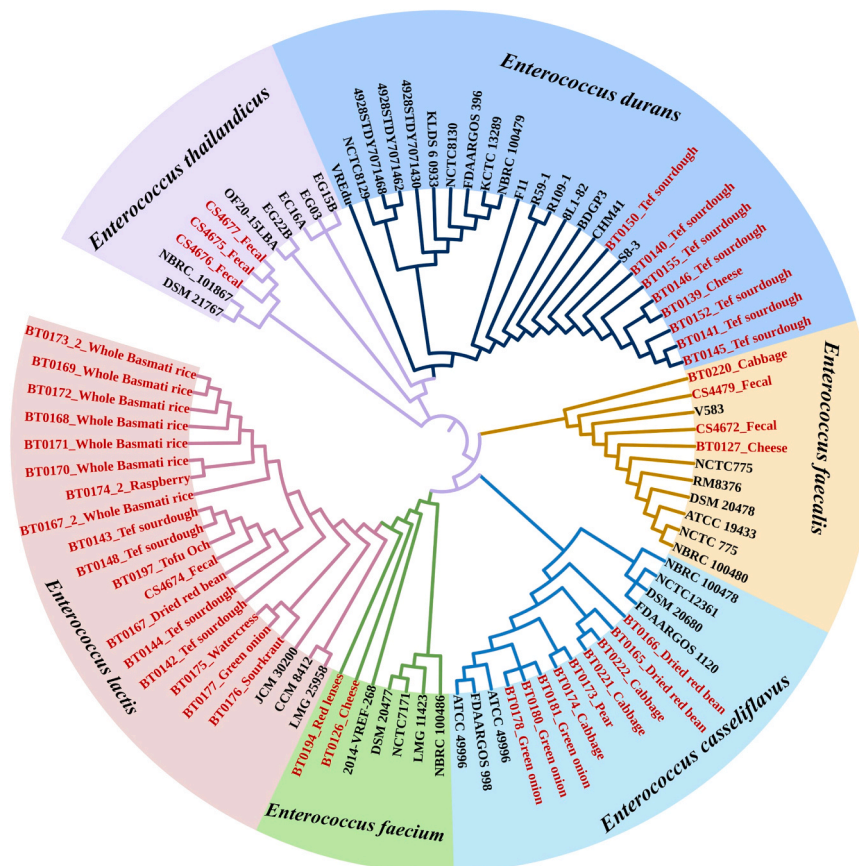 Enterococcus thailandicus
DSM 21767
NBRC_101867
CS4676_Fecal
CS4675_Fecal
CS4677_Fecal
OF20-15LBA
EG22B
EC16A
EG03
EG15B
Enterococcus durans
VREdu
NCTC8129
4928STDY7071468
4928STDY7071462
4928STDY7071430
KLDS 6 0933
NCTC8130
FDAARGOS 396
KCTC 13289
NBRC 100479
F11
R59-1
R109-1
8L1-82
BDGP3
CHM41
BT0150_Tef sourdough
S8-3
BT0140_Tef sourdough
BT0155_Tef sourdough
BT0146_Tef sourdough
BT0139_Cheese
BT0152_Tef sourdough
BT0141_Tef sourdough
BT0145_Tef sourdough
Enterococcus faecalis
BT0220_Cabbage
CS4479_Fecal
V583
CS4672_Fecal
BT0127_Cheese
NCTC775
RM8376
DSM 20478
ATCC 19433
NCTC 775
NBRC 100480
Enterococcus casseliflavus
NBRC 100478
NCTC12361
DSM 20680
FDAARGOS 1120
BT0166_Dried red bean
BT0165_Dried red bean
BT0222_Cabbage
BT0221_Cabbage
BT0173_Pear
BT0174_Cabbage
BT0181_Green onion
BT0180_Green onion
BT0178_Green onion
ATCC 49996
FDAARGOS 998
ATCC 49996
Enterococcus faecium
NBRC 100486
LMG 11423
NCTC7171
DSM 20477
2014-VREF-268
BT0126_Cheese
BT0194_Red lenses
Enterococcus lactis
LMG 25958
CCM 8412
JCM 30200
BT0176_Sourkraut
BT0177_Green onion
BT0175_Watercress
BT0142_Tef sourdough
BT0144_Tef sourdough
BT0167_Dried red bean
CS4674_Fecal
BT0197_Tofu Och
BT0148_Tef sourdough
BT0143_Tef sourdough
BT0167_2_Whole Basmati rice
BT0174_2_Raspberry
BT0170_Whole Basmati rice
BT0171_Whole Basmati rice
BT0168_Whole Basmati rice
BT0172_Whole Basmati rice
BT0169_Whole Basmati rice
BT0173_2_Whole Basmati rice